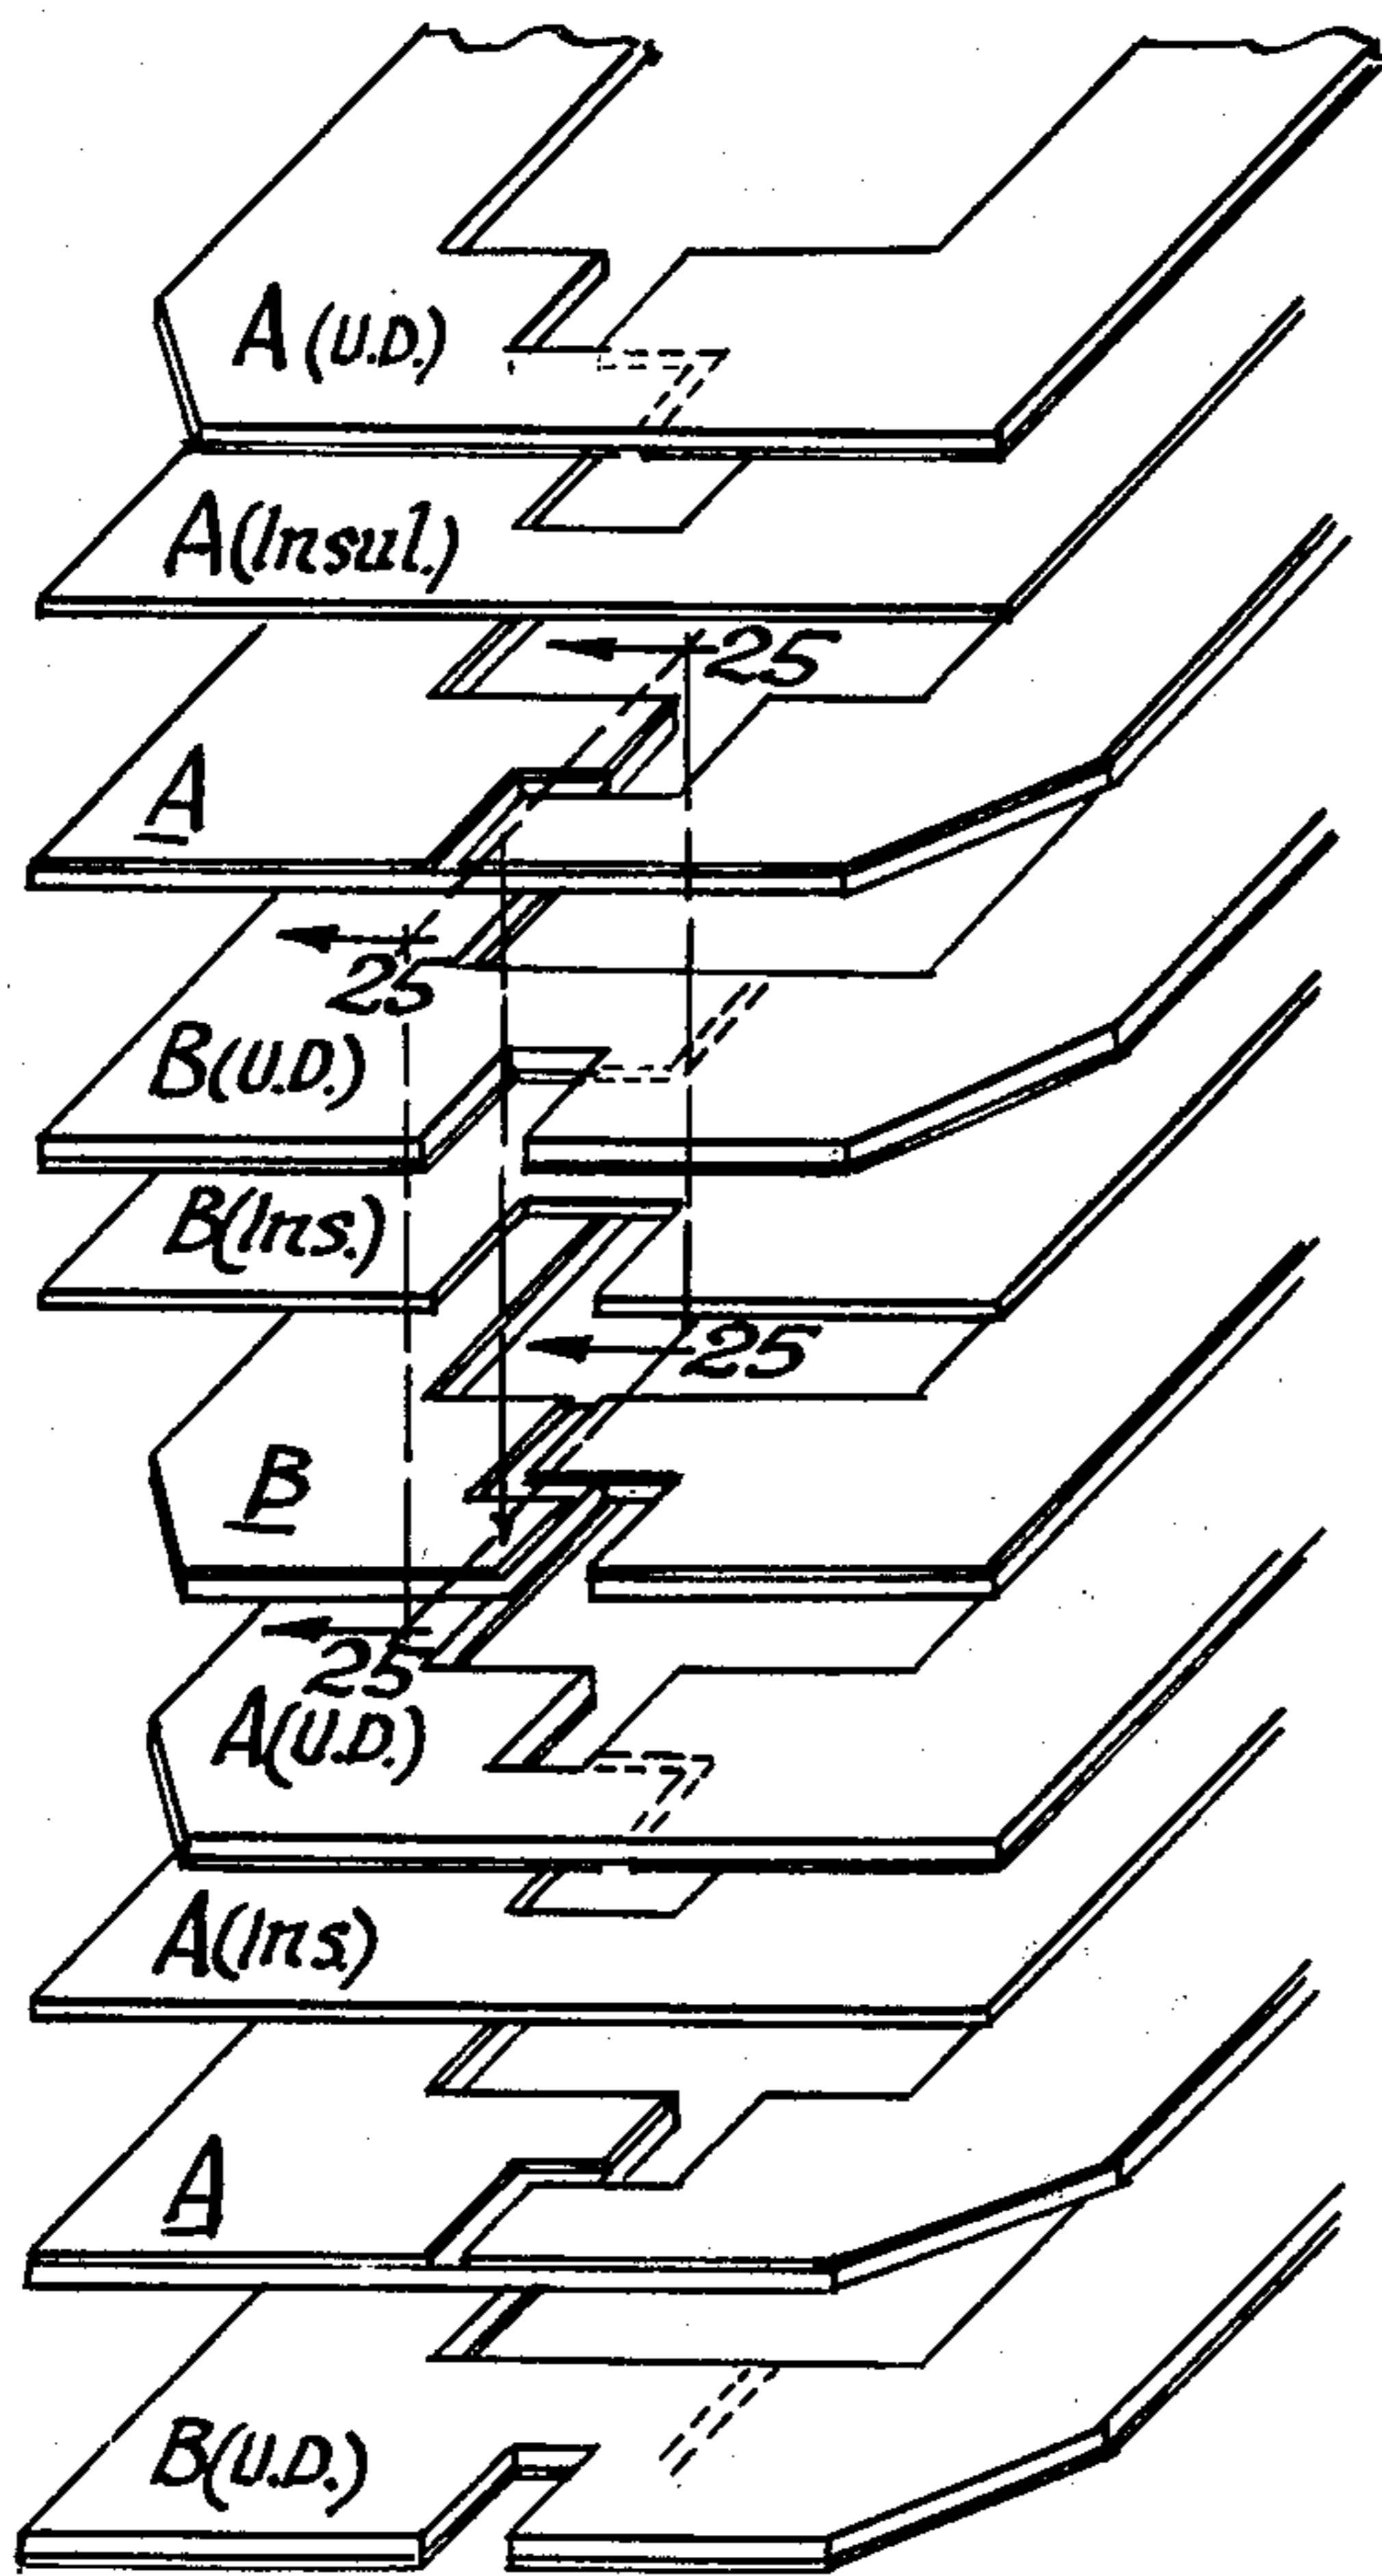 A (U.D.)
A (Insul.)
25
A
25
B (U.D.)
B (Ins.)
25
B
25
A (U.D.)
A (Ins.)
A
B (U.D.)